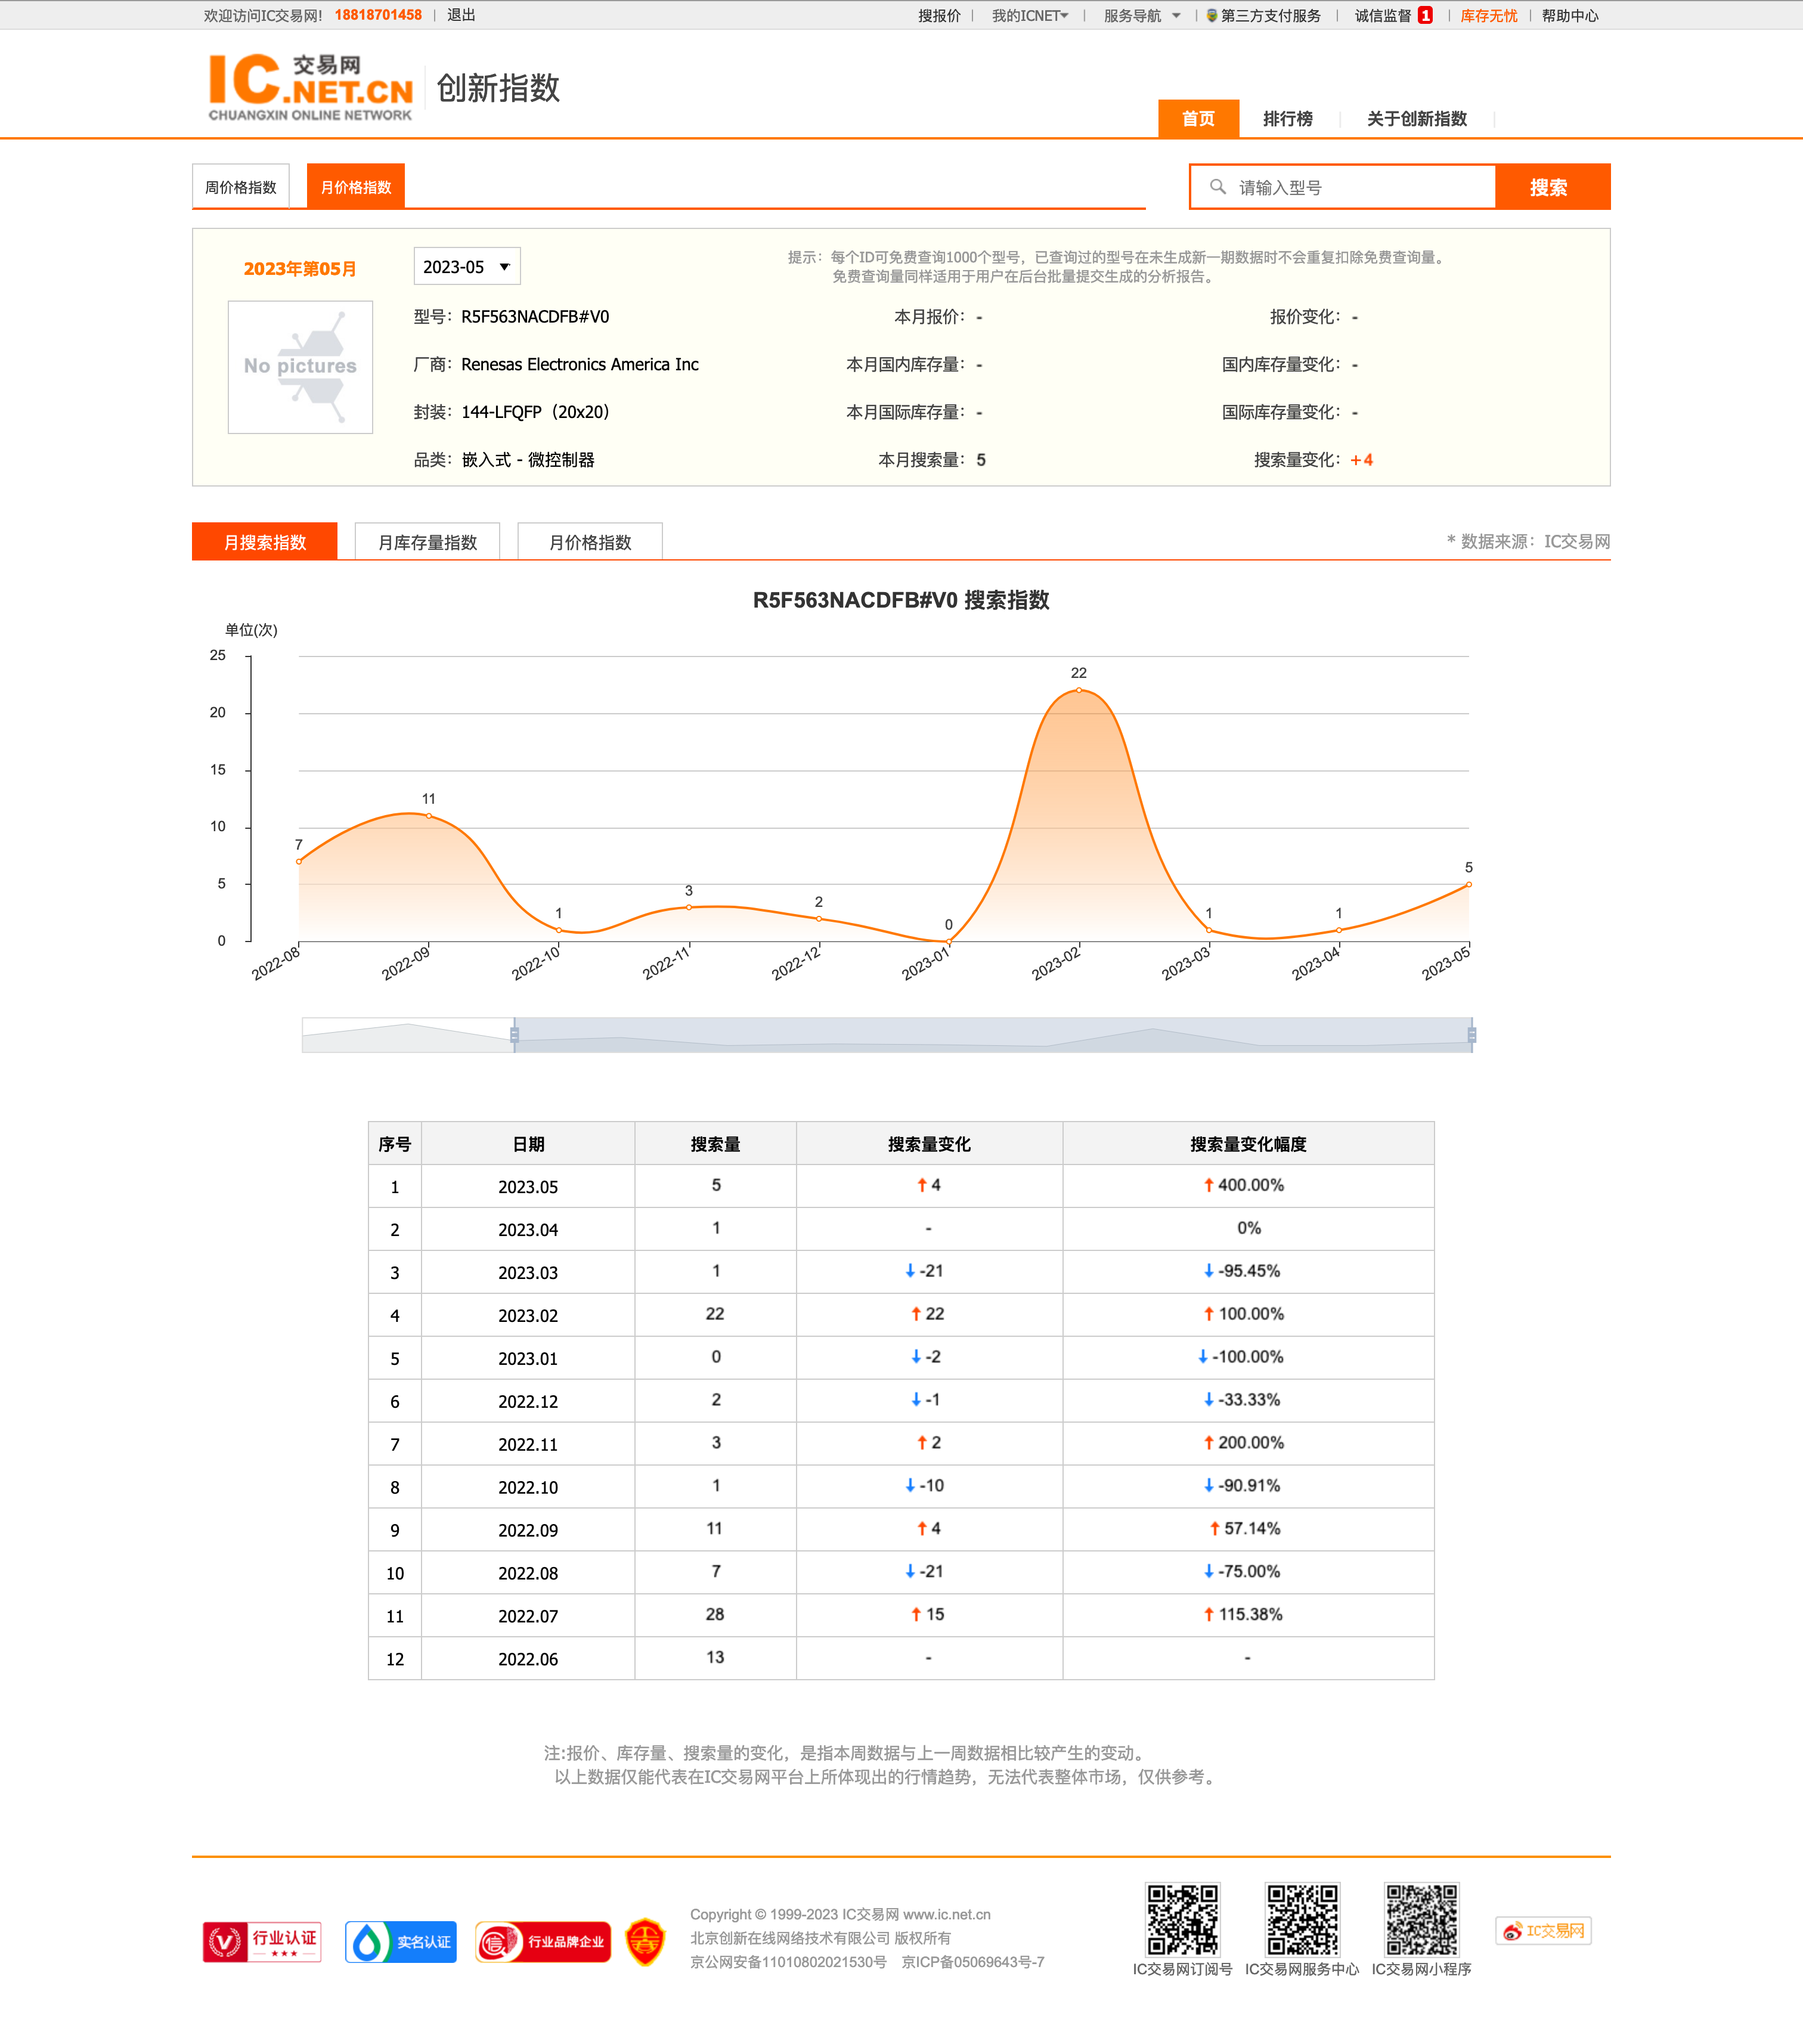 欢迎访问IC交易网! 18818701458 | 退出 搜报价 | 我的ICNET | 服务导航 | 第三方支付服务 | 诚信监督 1 | 库存无忧 | 帮助中心
IC 交易网 .NET.CN
CHUANGXIN ONLINE NETWORK
创新指数
首页 排行榜 关于创新指数
周价格指数 月价格指数 请输入型号 搜索
2023年第05月 2023-05 ▼
提示：每个ID可免费查询1000个型号，已查询过的型号在未生成新一期数据时不会重复扣除免费查询量。
免费查询量同样适用于用户在后台批量提交生成的分析报告。
No pictures
型号：R5F563NACDFB#V0 本月报价：- 报价变化：-
厂商：Renesas Electronics America Inc 本月国内库存量：- 国内库存量变化：-
封装：144-LFQFP（20x20） 本月国际库存量：- 国际库存量变化：-
品类：嵌入式 - 微控制器 本月搜索量：5 搜索量变化：+4
月搜索指数 月库存量指数 月价格指数 * 数据来源：IC交易网
R5F563NACDFB#V0 搜索指数
单位(次)
25
20
15
10
5
0
7 11 1 3 2 0 22 1 1 5
2022-08 2022-09 2022-10 2022-11 2022-12 2023-01 2023-02 2023-03 2023-04 2023-05
序号 日期 搜索量 搜索量变化 搜索量变化幅度
1 2023.05 5 ↑ 4 ↑ 400.00%
2 2023.04 1 - 0%
3 2023.03 1 ↓ -21 ↓ -95.45%
4 2023.02 22 ↑ 22 ↑ 100.00%
5 2023.01 0 ↓ -2 ↓ -100.00%
6 2022.12 2 ↓ -1 ↓ -33.33%
7 2022.11 3 ↑ 2 ↑ 200.00%
8 2022.10 1 ↓ -10 ↓ -90.91%
9 2022.09 11 ↑ 4 ↑ 57.14%
10 2022.08 7 ↓ -21 ↓ -75.00%
11 2022.07 28 ↑ 15 ↑ 115.38%
12 2022.06 13 - -
注:报价、库存量、搜索量的变化，是指本周数据与上一周数据相比较产生的变动。
以上数据仅能代表在IC交易网平台上所体现出的行情趋势，无法代表整体市场，仅供参考。
行业认证
实名认证
信 行业品牌企业
Copyright © 1999-2023 IC交易网 www.ic.net.cn
北京创新在线网络技术有限公司 版权所有
京公网安备11010802021530号 京ICP备05069643号-7
IC交易网订阅号 IC交易网服务中心 IC交易网小程序
IC交易网